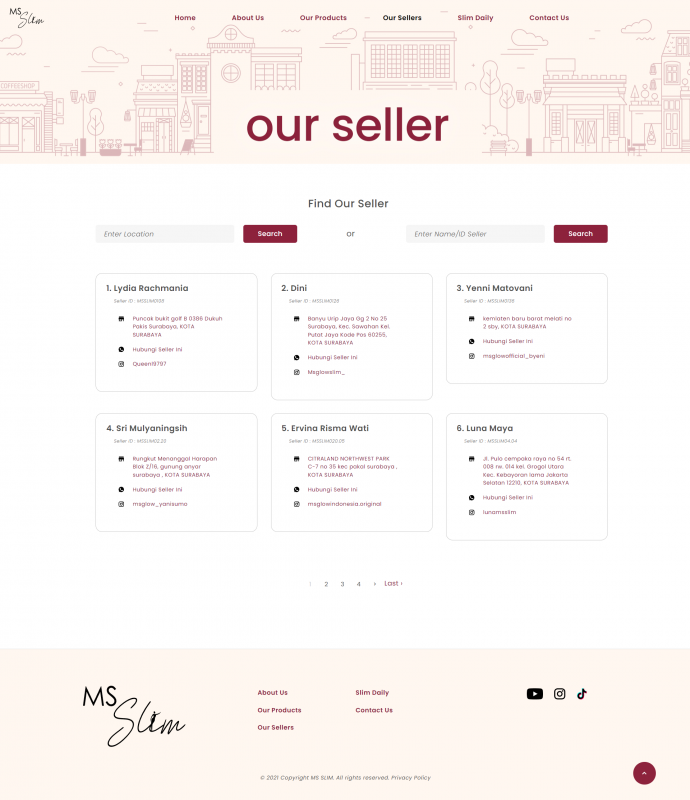 MS
Slim
Home
About Us
Our Products
Our Sellers
Slim Daily
Contact Us
COFFEESHOP
our seller
Find Our Seller
Enter Location
Search
or
Enter Name/ID Seller
Search
1. Lydia Rachmania
Seller ID : MSSLIM0128
Puncak bukit golf B 0386 Dukuh
Pakis Surabaya, KOTA
SURABAYA
Hubungi Seller Ini
Queen19797
2. Dini
Seller ID : MSSLIM0126
Banyu Urip Jaya Gg 2 No 25
Surabaya, Kec. Sawahan Kel.
Putat Jaya Kode Pos 60255,
KOTA SURABAYA
Hubungi Seller Ini
Msglowslim_
3. Yenni Matovani
kemlaten baru barat melati no
2 sby, KOTA SURABAYA
Hubungi Seller Ini
msglowofficial_byeni
4. Sri Mulyaningsih
Seller ID : MSSLIM02.23
Rungkut Menanggal Harapan
Blok Z/16, gunung anyar
surabaya , KOTA SURABAYA
Hubungi Seller Ini
msglow_yanisumo
5. Ervina Risma Wati
Seller ID : MSSLIM020.05
CITRALAND NORTHWEST PARK
C-7 no 35 kec pakal surabaya ,
KOTA SURABAYA
Hubungi Seller Ini
msglowindonesia.original
6. Luna Maya
Seller ID : MSSLIM04.04
Jl. Pulo cempaka raya no 54 rt.
008 rw. 014 kel. Grogol Utara
Kec. Kebayoran lama Jakarta
Selatan 12210, KOTA SURABAYA
Hubungi Seller Ini
lunamsslim
1 2 3 4 › Last ›
MS
Slim
About Us
Our Products
Our Sellers
Slim Daily
Contact Us
© 2021 Copyright MS SLIM. All rights reserved. Privacy Policy